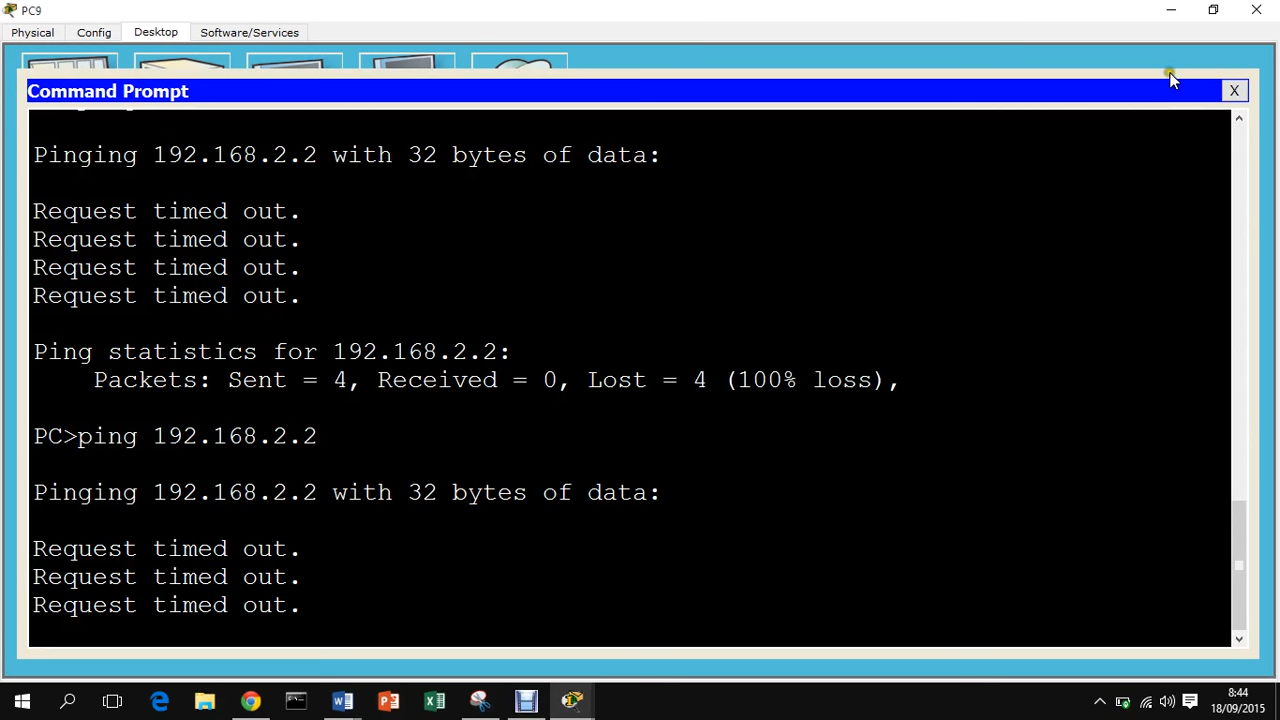 PC9
Physical
Config
Desktop
Software/Services
Command Prompt
X
Pinging 192.168.2.2 with 32 bytes of data:
Request timed out.
Request timed out.
Request timed out.
Request timed out.
Ping statistics for 192.168.2.2:
Packets: Sent = 4, Received = 0, Lost = 4 (100% loss),
PC>ping 192.168.2.2
Pinging 192.168.2.2 with 32 bytes of data:
Request timed out.
Request timed out.
Request timed out.
8:44
18/09/2015